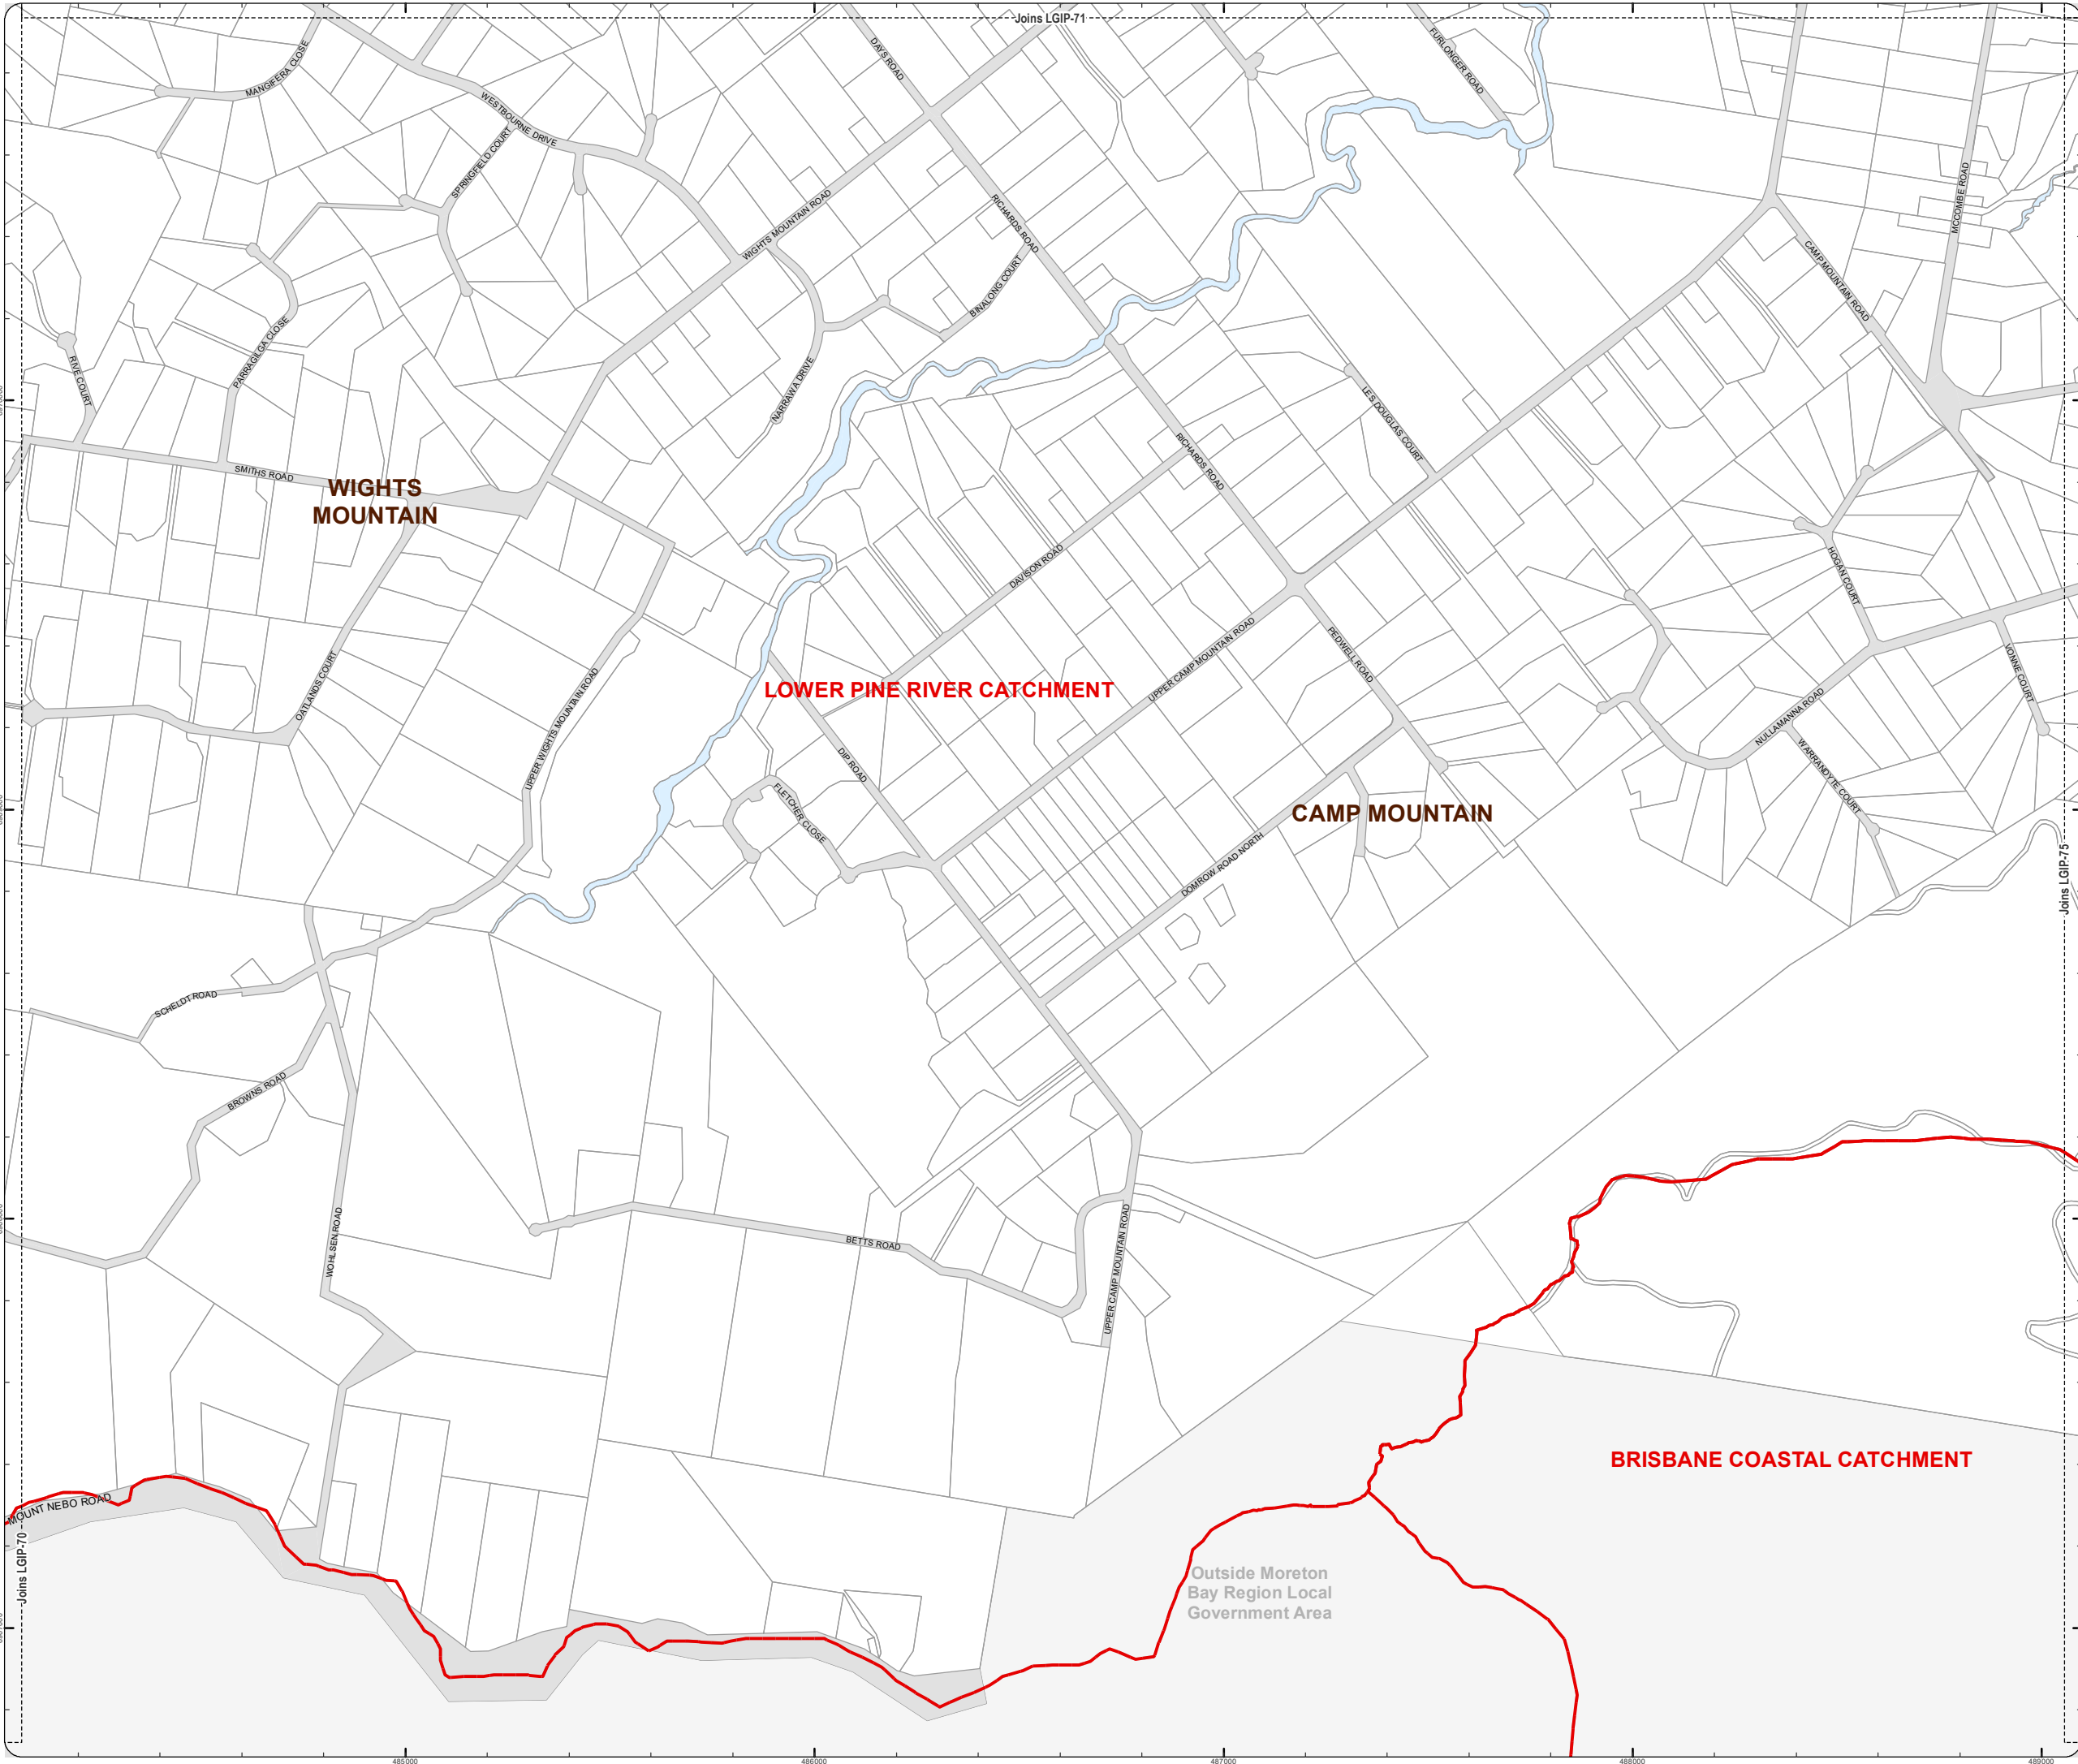 Joins LGIP-71
MANGIFERA CLOSE
WESTBOURNE DRIVE
SPRINGFIELD COURT
DAYS ROAD
FURLONGER ROAD
MCCOMBE ROAD
WIGHTS MOUNTAIN ROAD
RICHARDS ROAD
CAMP MOUNTAIN ROAD
BINALONG COURT
PARRAGILGA CLOSE
RIVE COURT
NARRAWA DRIVE
LES DOUGLAS COURT
RICHARDS ROAD
SMITHS ROAD
WIGHTS
MOUNTAIN
DAVISON ROAD
HOGAN COURT
OATLANDS COURT
UPPER WIGHTS MOUNTAIN ROAD
LOWER PINE RIVER CATCHMENT
UPPER CAMP MOUNTAIN ROAD
PEDWELL ROAD
VONNE COURT
NULLAMANNA ROAD
WARRANDYTE COURT
DIP ROAD
FLETCHER CLOSE
CAMP MOUNTAIN
DOMROW ROAD NORTH
Joins LGIP-75
SCHELDT ROAD
BROWNS ROAD
WOHLSEN ROAD
BETTS ROAD
UPPER CAMP MOUNTAIN ROAD
BRISBANE COASTAL CATCHMENT
MOUNT NEBO ROAD
Joins LGIP-70
Outside Moreton
Bay Region Local
Government Area
485000
486000
487000
488000
489000